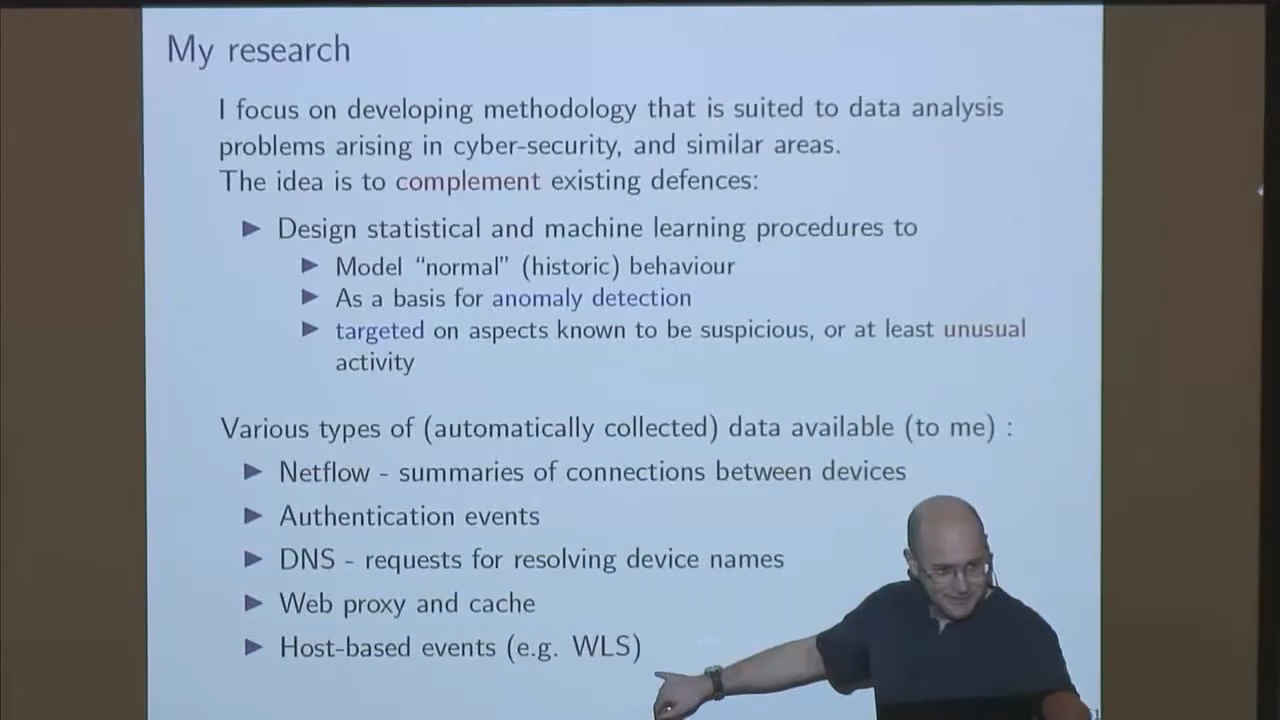 My research
I focus on developing methodology that is suited to data analysis
problems arising in cyber-security, and similar areas.
The idea is to complement existing defences:
▶ Design statistical and machine learning procedures to
▶ Model “normal” (historic) behaviour
▶ As a basis for anomaly detection
▶ targeted on aspects known to be suspicious, or at least unusual
activity
Various types of (automatically collected) data available (to me) :
▶ Netflow - summaries of connections between devices
▶ Authentication events
▶ DNS - requests for resolving device names
▶ Web proxy and cache
▶ Host-based events (e.g. WLS)